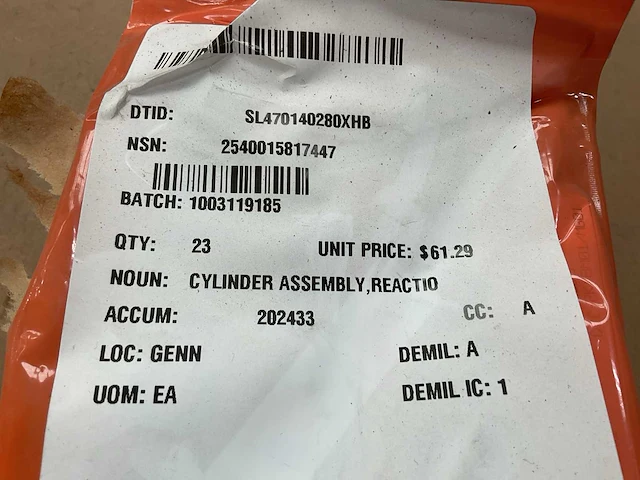 DTID: SL470140280XHB
NSN: 2540015817447
BATCH: 1003119185
QTY: 23 UNIT PRICE: $61.29
NOUN: CYLINDER ASSEMBLY,REACTIO
ACCUM: 202433 CC: A
LOC: GENN DEMIL: A
UOM: EA DEMIL IC: 1